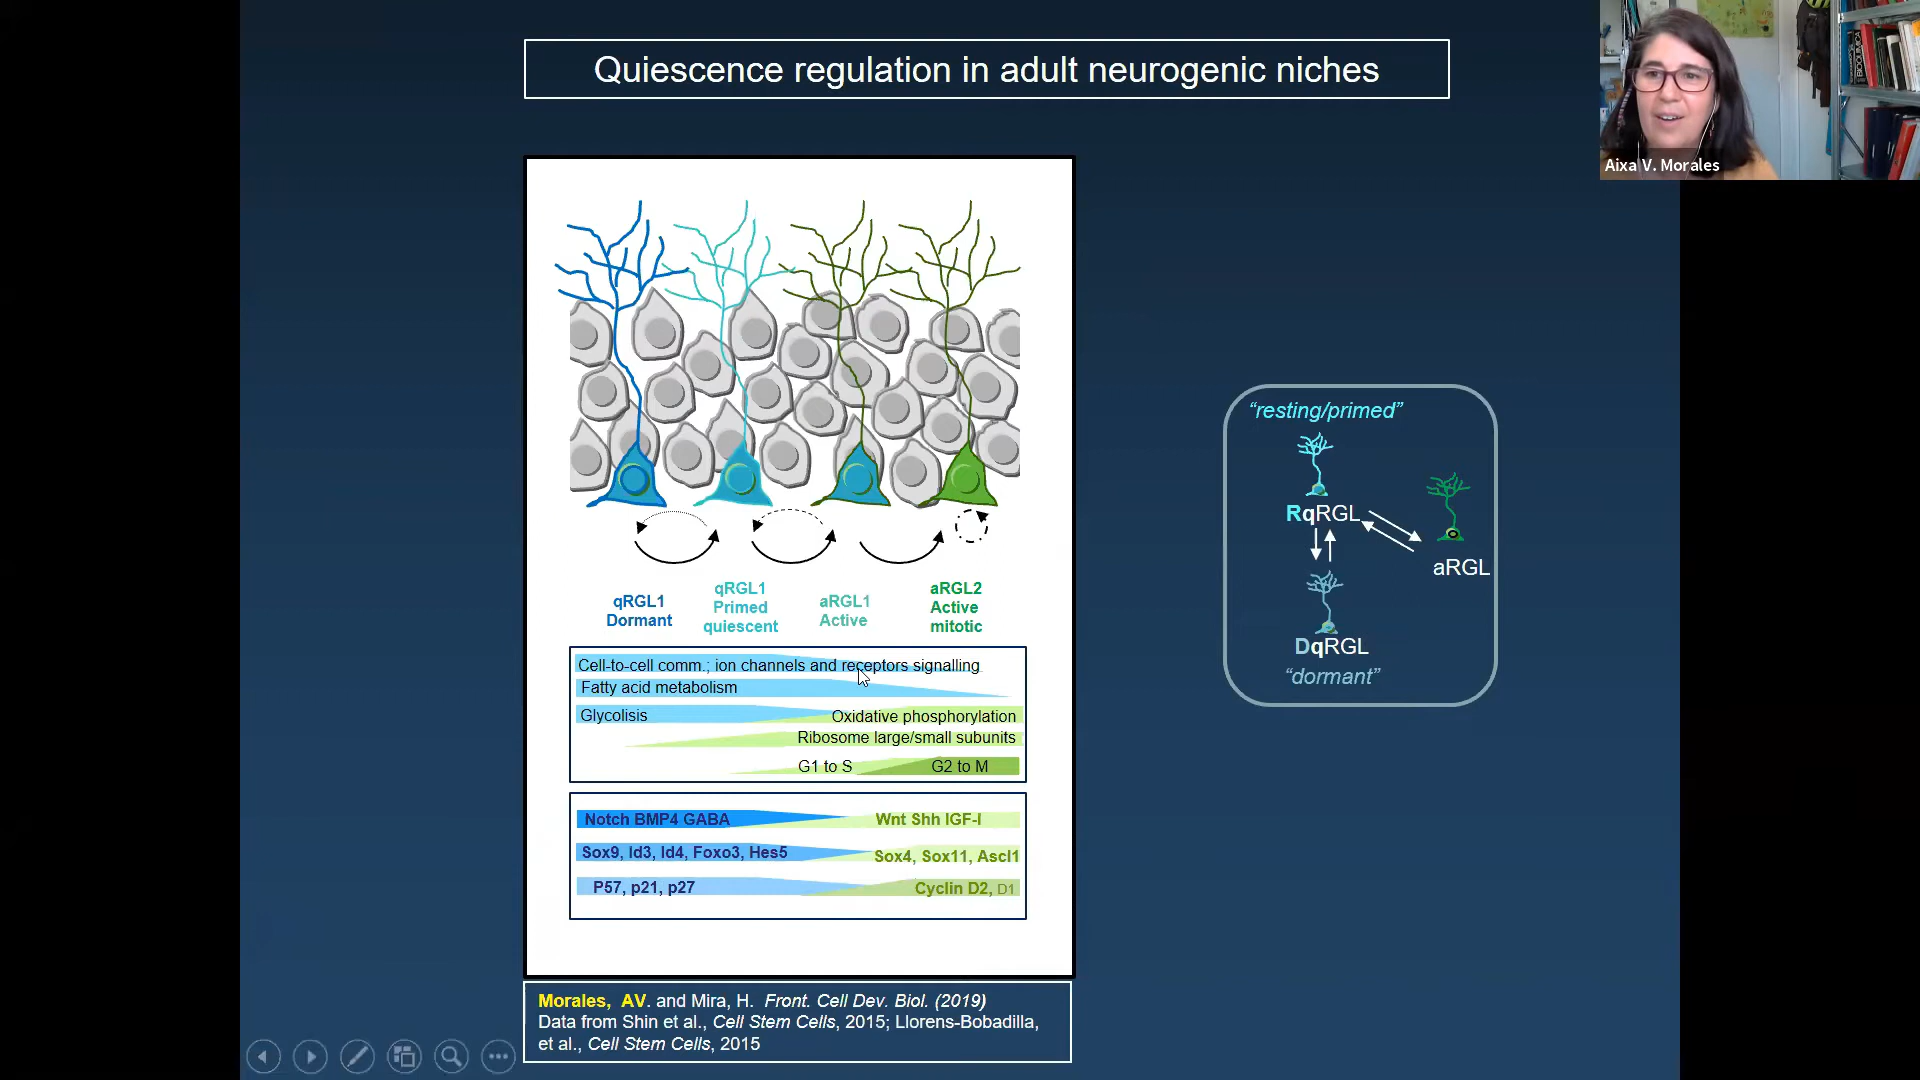 Quiescence regulation in adult neurogenic niches
BIOQUIMICA
Aixa V. Morales
qRGL1
Dormant
qRGL1
Primed
quiescent
aRGL1
Active
aRGL2
Active
mitotic
Cell-to-cell comm.; ion channels and receptors signalling
Fatty acid metabolism
Glycolisis
Oxidative phosphorylation
Ribosome large/small subunits
G1 to S
G2 to M
Notch BMP4 GABA
Wnt Shh IGF-I
Sox9, Id3, Id4, Foxo3, Hes5
Sox4, Sox11, Ascl1
P57, p21, p27
Cyclin D2, D1
Morales, AV. and Mira, H. Front. Cell Dev. Biol. (2019)
Data from Shin et al., Cell Stem Cells, 2015; Llorens-Bobadilla,
et al., Cell Stem Cells, 2015
“resting/primed”
RqRGL
aRGL
DqRGL
“dormant”